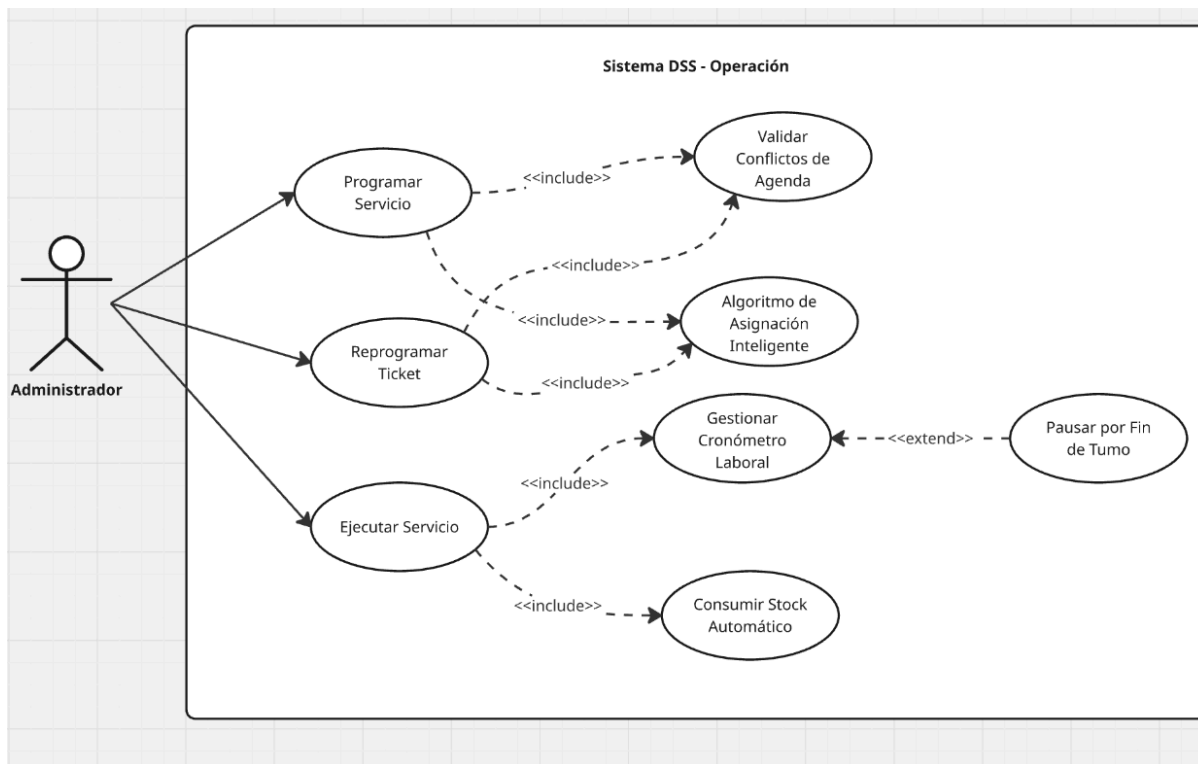 Sistema DSS - Operación
Validar
Conflictos de
Agenda
Programar
Servicio
<<include>>
<<include>>
Algoritmo de
Asignación
Inteligente
<<include>>
Reprogramar
Ticket
<<include>>
Administrador
Gestionar
Cronómetro
Laboral
<<extend>>
Pausar por Fin
de Tumo
<<include>>
Ejecutar Servicio
<<include>>
Consumir Stock
Automático